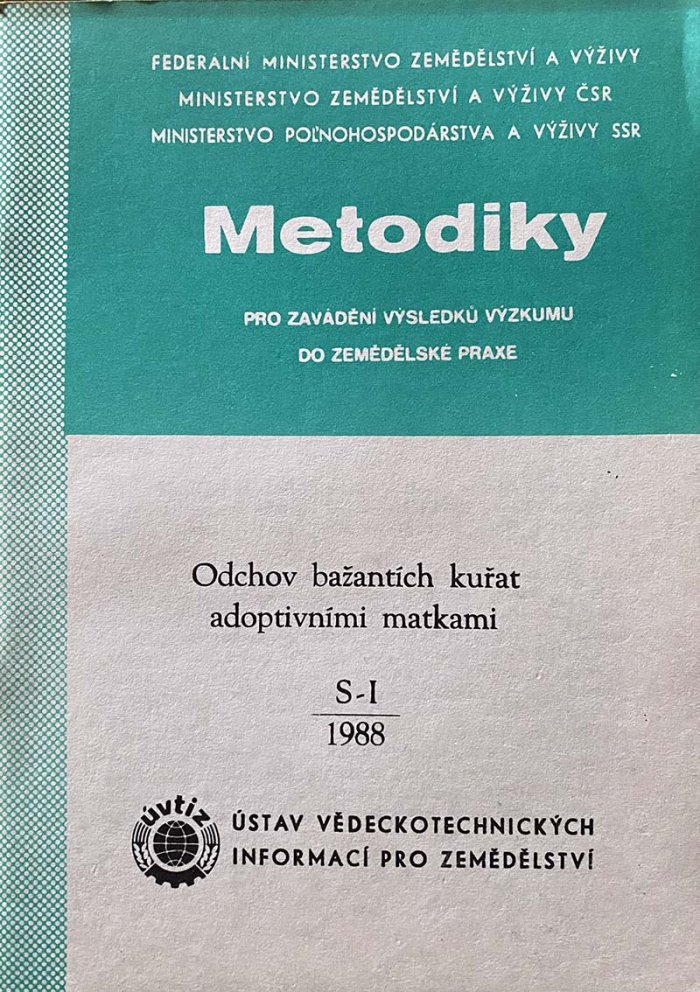 FEDERÁLNÍ MINISTERSTVO ZEMĚDĚLSTVÍ A VÝŽIVY
MINISTERSTVO ZEMĚDĚLSTVÍ A VÝŽIVY ČSR
MINISTERSTVO POĽNOHOSPODÁRSTVA A VÝŽIVY SSR
Metodiky
PRO ZAVÁDĚNÍ VÝSLEDKŮ VÝZKUMU
DO ZEMĚDĚLSKÉ PRAXE
Odchov bažantích kuřat
adoptivními matkami
S-I
1988
úvtiz
ÚSTAV VĚDECKOTECHNICKÝCH
INFORMACÍ PRO ZEMĚDĚLSTVÍ